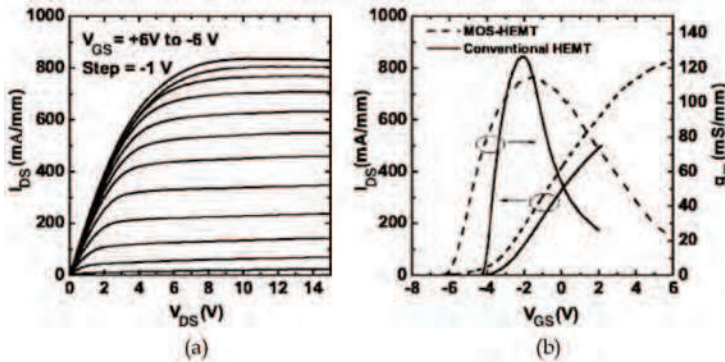 V_GS = +6V to -6 V
Step = -1 V
I_DS (mA/mm)
1000
800
600
400
200
0
0 2 4 6 8 10 12 14
V_DS (V)
(a)
MOS-HEMT
Conventional HEMT
I_DS (mA/mm)
1000
800
600
400
200
0
140
120
100
80
60
40
20
0
g_m (mS/mm)
-8 -6 -4 -2 0 2 4 6
V_GS (V)
(b)